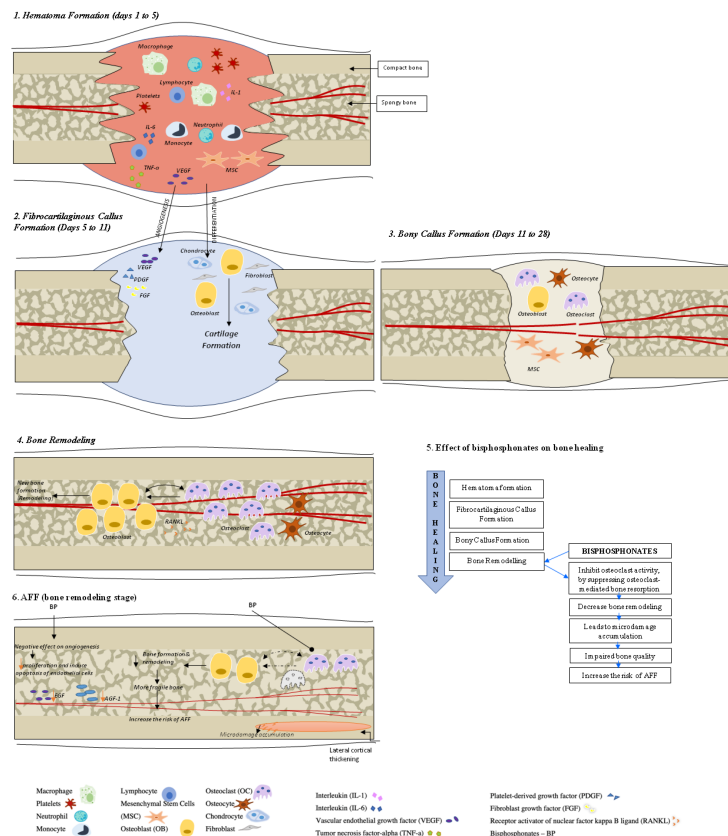 1. Hematoma Formation (days 1 to 5)
Macrophage
Lymphocyte
Platelets
IL-1
IL-6
Neutrophil
Monocyte
TNF-α
VEGF
MSC
Compact bone
Spongy bone
ANGIOGENESIS
DIFFERENTIATION
2. Fibrocartilaginous Callus
Formation (Days 5 to 11)
Chondrocyte
VEGF
PDGF
FGF
Fibroblast
Osteoblast
Cartilage
Formation
3. Bony Callus Formation (Days 11 to 28)
Osteocyte
Osteoblast
Osteoclast
MSC
4. Bone Remodeling
New bone
formation
(Remodeling)
RANKL
Osteoblast
Osteoclast
Osteocyte
5. Effect of bisphosphonates on bone healing
BONE HEALING
Hematoma formation
Fibrocartilaginous Callus
Formation
Bony Callus Formation
Bone Remodelling
BISPHOSPHONATES
Inhibit osteoclast activity,
by suppressing osteoclast-
mediated bone resorption
Decrease bone remodeling
Leads to microdamage
accumulation
Impaired bone quality
Increase the risk of AFF
6. AFF (bone remodeling stage)
BP
BP
Negative effect on angiogenesis
proliferation and induce
apoptosis of endothelial cells
EGF
AGF-1
Bone formation&
remodeling
More fragile bone
Increase the risk of AFF
Microdamage accumulation
Lateral cortical
thickening
Macrophage
Platelets
Neutrophil
Monocyte
Lymphocyte
Mesenchymal Stem Cells
(MSC)
Osteoblast (OB)
Osteoclast (OC)
Osteocyte
Chondrocyte
Fibroblast
Interleukin (IL-1)
Interleukin (IL-6)
Vascular endothelial growth factor (VEGF)
Tumor necrosis factor-alpha (TNF-α)
Platelet-derived growth factor (PDGF)
Fibroblast growth factor (FGF)
Receptor activator of nuclear factor kappa B ligand (RANKL)
Bisphosphonates – BP